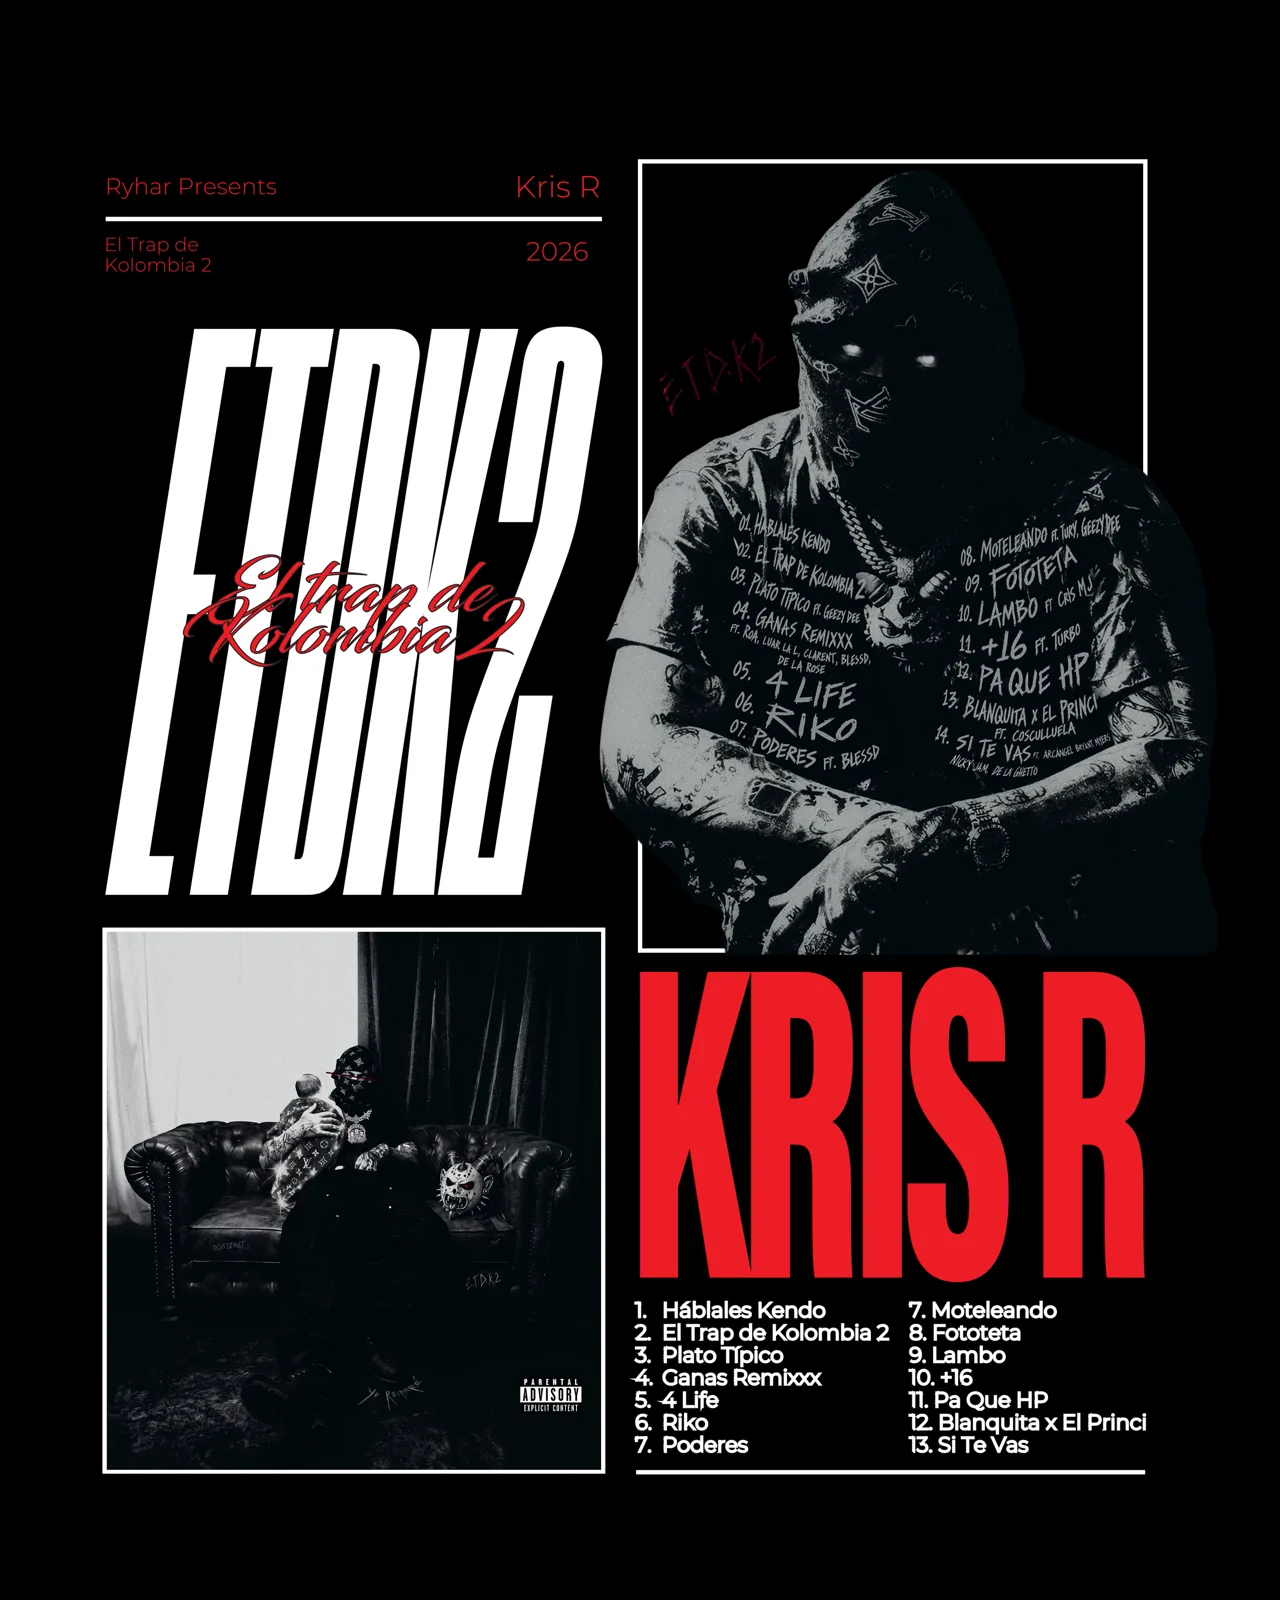 Ryhar Presents
Kris R
El Trap de
Kolombia 2
2026
ETDK2
El trap de
Kolombia 2
E.T.D.K2
01. HÁBLALES KENDO
02. EL TRAP DE KOLOMBIA 2
03. PLATO TÍPICO FT. GEEZY DEE
04. GANAS REMIXXX
FT. ROA, LUAR LA L, CLARENT, BLESSD,
DE LA ROSE
05. 4 LIFE
06. RIKO
07. PODERES FT. BLESSD
08. MOTELEANDO FT. TURY, GEEZY DEE
09. FOTOTETA
10. LAMBO FT CRIS MJ
11. +16 FT. TURBO
12. PA QUE HP
13. BLANQUITA X EL PRINCI
FT. COSCULLUELA
14. SI TE VAS FT. ARCÁNGEL BRYANT MYERS
NICKY JAM DE LA GHETTO
E.T.D.K2
PARENTAL
ADVISORY
EXPLICIT CONTENT
KRIS R
1. Háblales Kendo
2. El Trap de Kolombia 2
3. Plato Típico
4. Ganas Remixxx
5. 4 Life
6. Riko
7. Poderes
7. Moteleando
8. Fototeta
9. Lambo
10. +16
11. Pa Que HP
12. Blanquita x El Princi
13. Si Te Vas